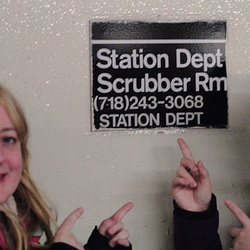 Station Dept
Scrubber Rm
(718)243-3068
STATION DEPT